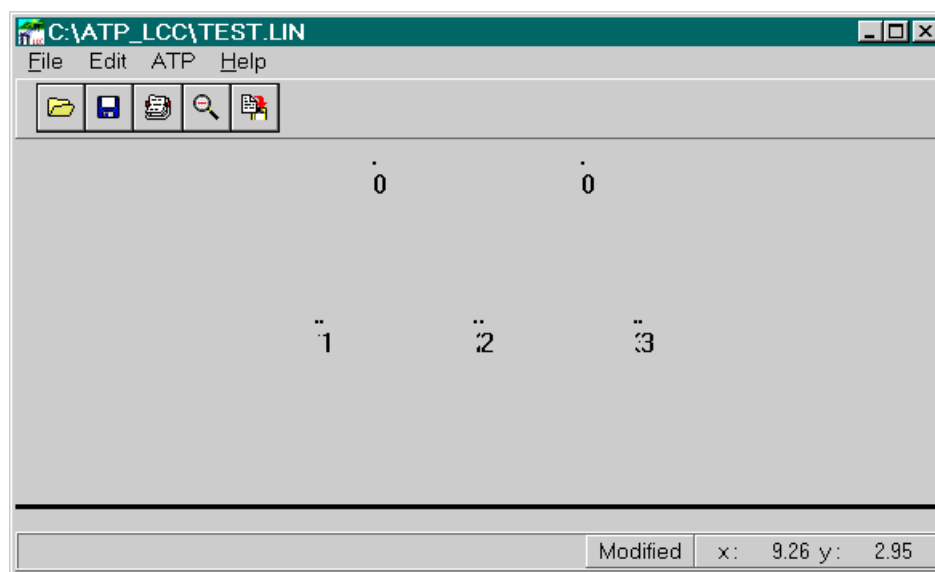 C:\ATP_LCC\TEST.LIN
File Edit ATP Help
0 0
1 2 3
Modified x: 9.26 y: 2.95